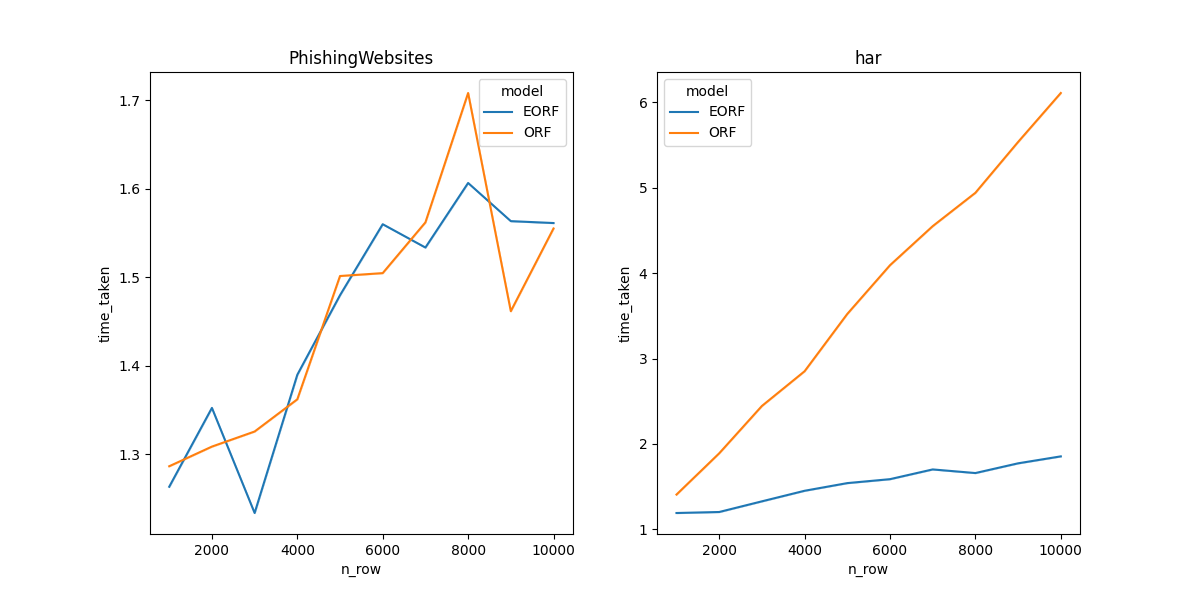 PhishingWebsites
time_taken
1.7
1.6
1.5
1.4
1.3
model
EORF
ORF
2000
4000
6000
8000
10000
n_row
har
time_taken
6
5
4
3
2
1
model
EORF
ORF
2000
4000
6000
8000
10000
n_row